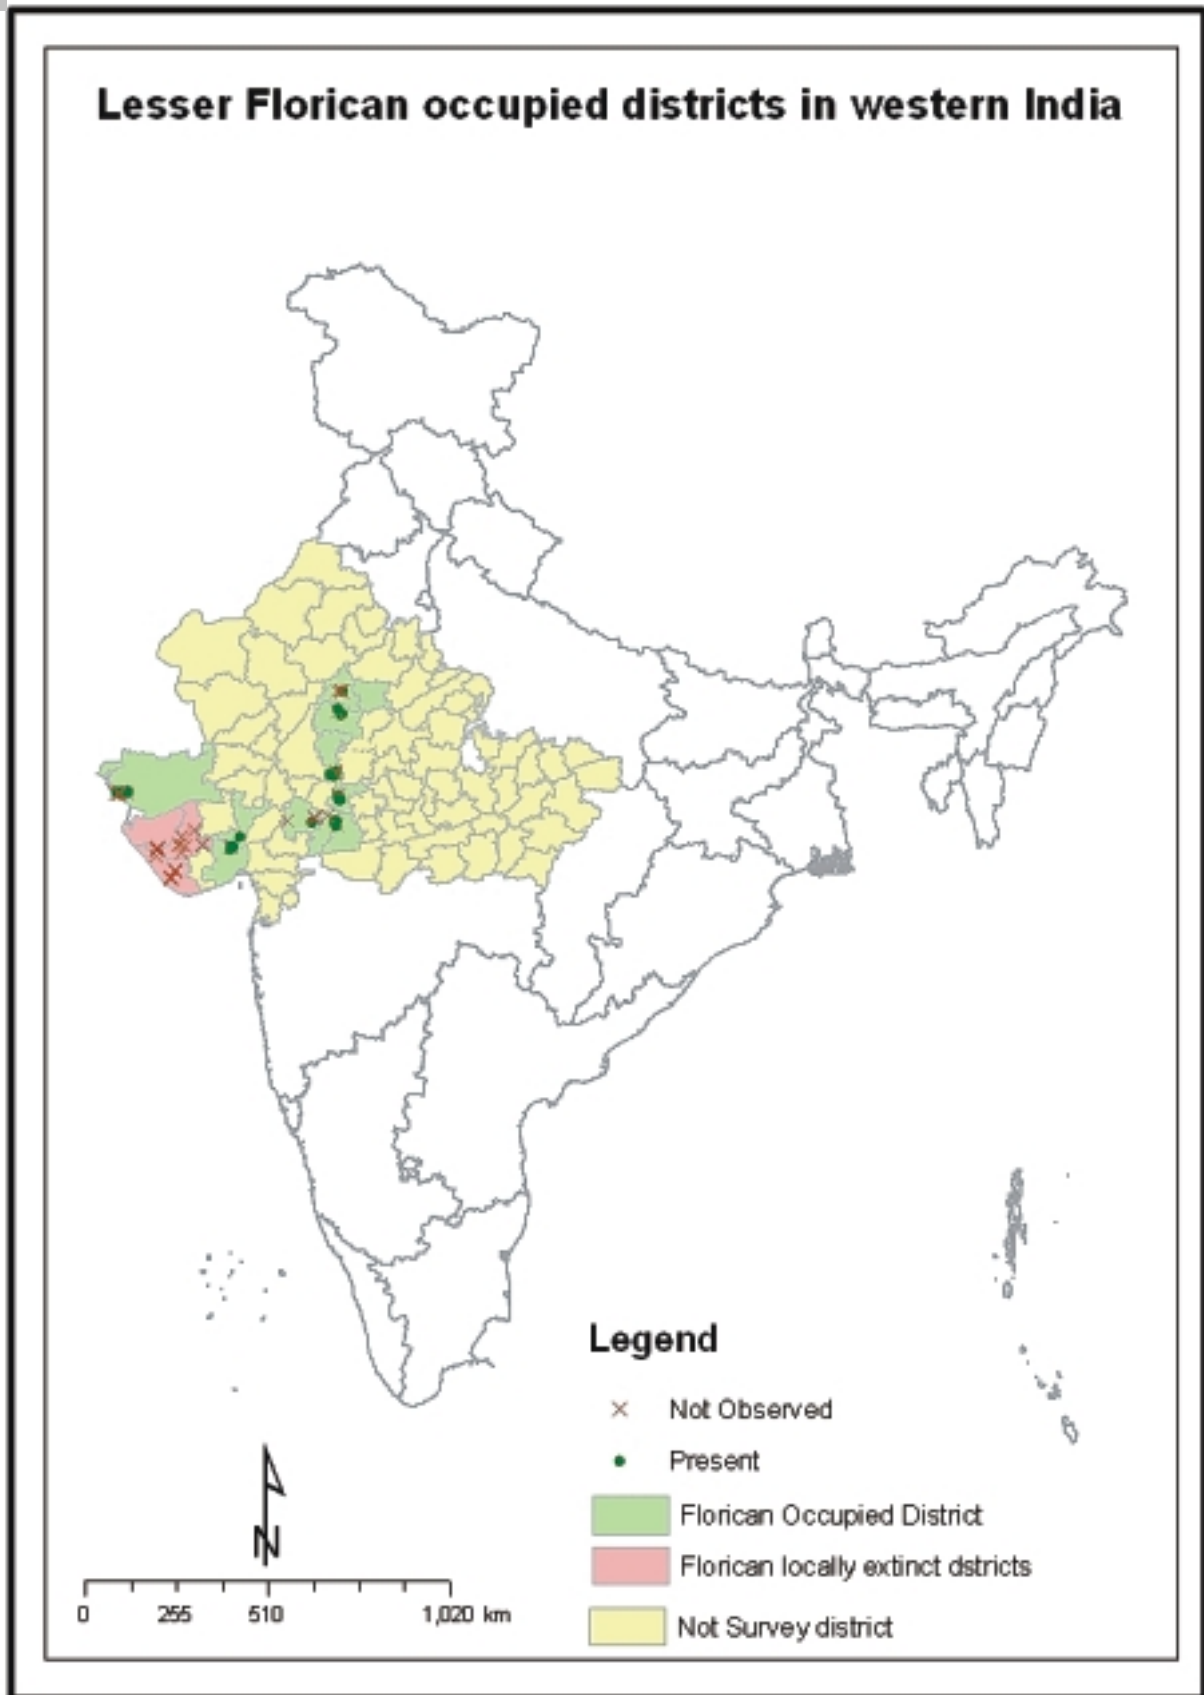 Lesser Florican occupied districts in western India
Legend
Not Observed
Present
Florican Occupied District
Florican locally extinct dstricts
Not Survey district
N
0 255 510 1,020 km